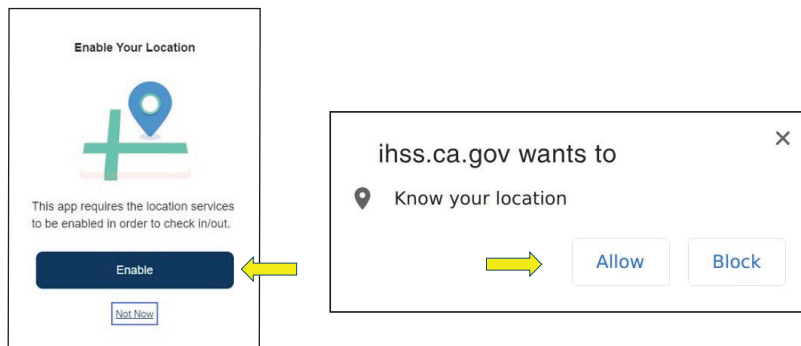 Enable Your Location
This app requires the location services
to be enabled in order to check in/out.
Enable
Not Now
ihss.ca.gov wants to
Know your location
Allow
Block